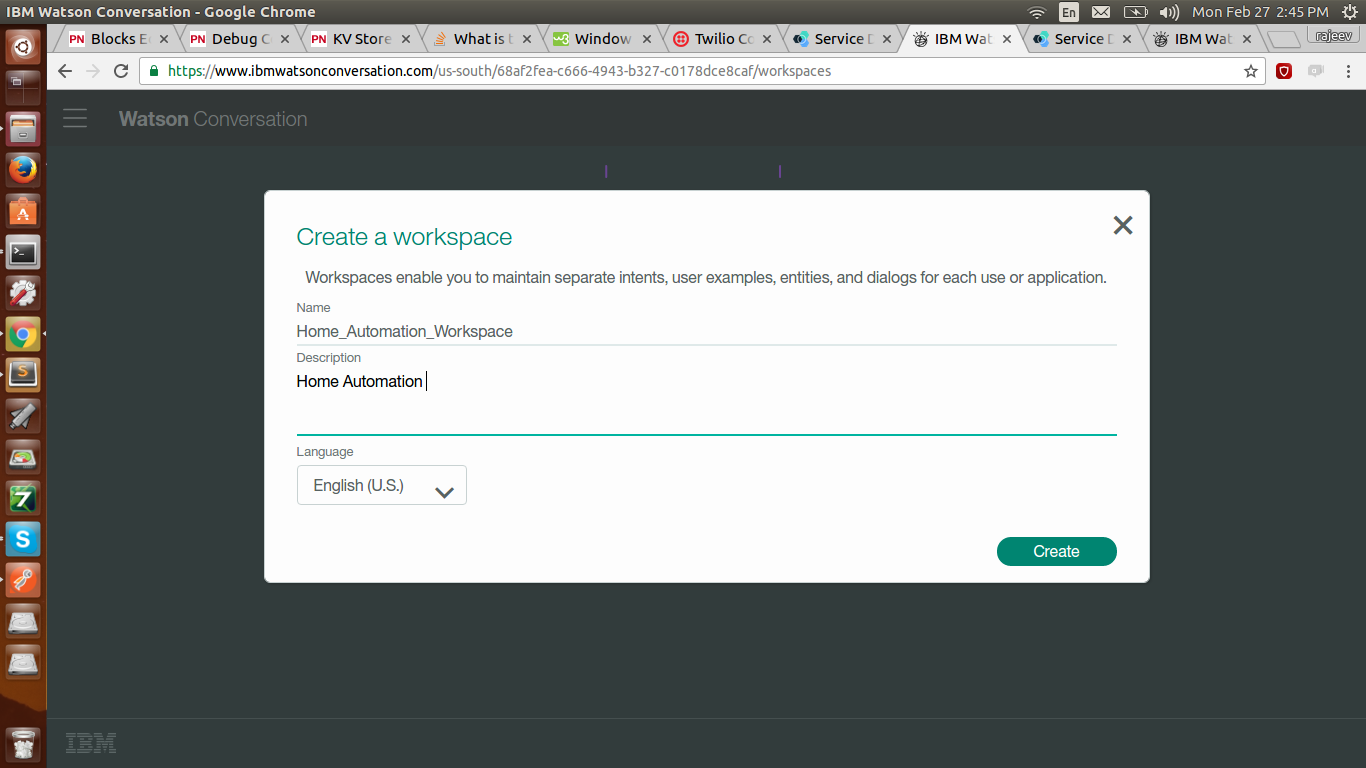 IBM Watson Conversation - Google Chrome
En
Mon Feb 27 2:45 PM
PN Blocks E
PN Debug C
PN KV Store
What is t
w3 Window
Twilio Co
Service D
IBM Wat
Service D
IBM Wat
rajeev
https://www.ibmwatsonconversation.com/us-south/68af2fea-c666-4943-b327-c0178dce8caf/workspaces
Watson Conversation
Create a workspace
Workspaces enable you to maintain separate intents, user examples, entities, and dialogs for each use or application.
Name
Home_Automation_Workspace
Description
Home Automation
Language
English (U.S.)
Create
IBM